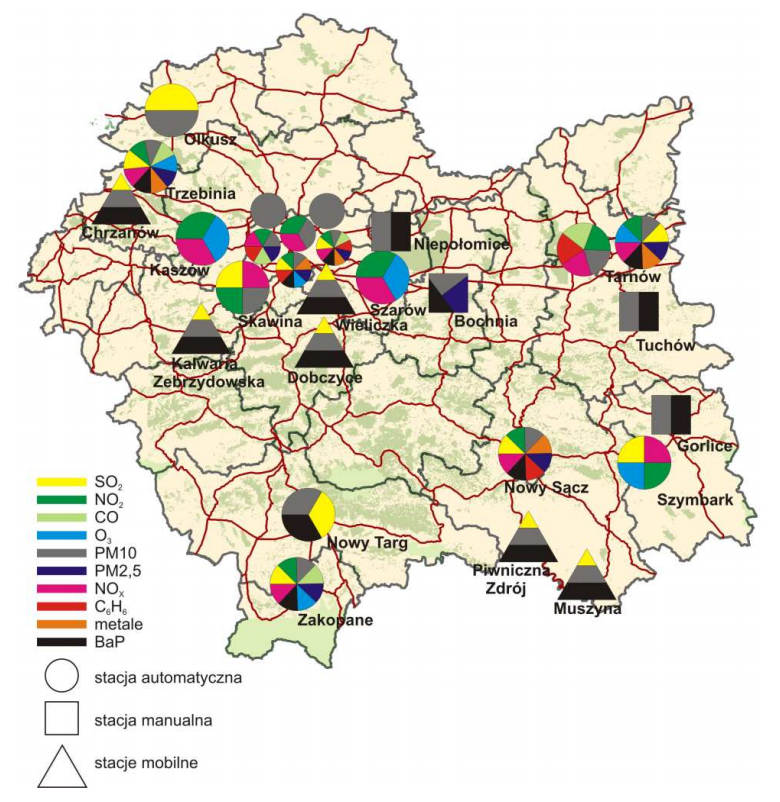 Olkusz
Trzebinia
Chrzanów
Niepołomice
Kaszów
Tarnów
Skawina
Szarów
Wieliczka
Bochnia
Tuchów
Kalwaria
Zebrzydowska
Dobczyce
Gorlice
Nowy Sącz
Szymbark
Nowy Targ
Piwniczna
Zdrój
Muszyna
Zakopane
SO₂
NO₂
CO
O₃
PM10
PM2,5
NOₓ
C₆H₆
metale
BaP
stacja automatyczna
stacja manualna
stacje mobilne